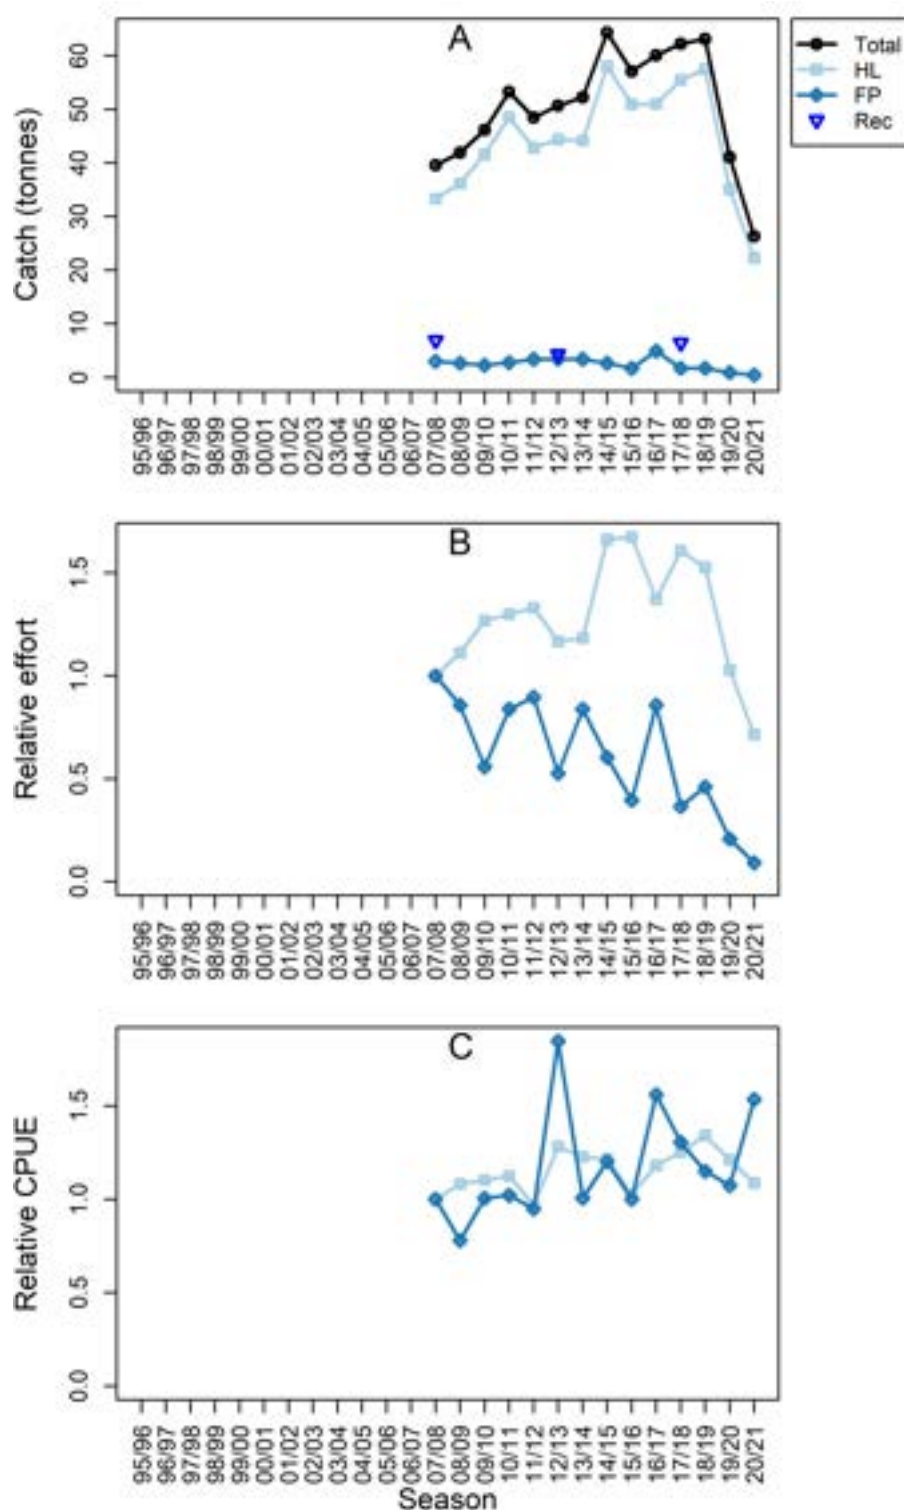 A
Total
HL
FP
Rec
Catch (tonnes)
60
50
40
30
20
10
0
95/96 96/97 97/98 98/99 99/00 00/01 01/02 02/03 03/04 04/05 05/06 06/07 07/08 08/09 09/10 10/11 11/12 12/13 13/14 14/15 15/16 16/17 17/18 18/19 19/20 20/21
B
Relative effort
1.5
1.0
0.5
0.0
95/96 96/97 97/98 98/99 99/00 00/01 01/02 02/03 03/04 04/05 05/06 06/07 07/08 08/09 09/10 10/11 11/12 12/13 13/14 14/15 15/16 16/17 17/18 18/19 19/20 20/21
C
Relative CPUE
1.5
1.0
0.5
0.0
95/96 96/97 97/98 98/99 99/00 00/01 01/02 02/03 03/04 04/05 05/06 06/07 07/08 08/09 09/10 10/11 11/12 12/13 13/14 14/15 15/16 16/17 17/18 18/19 19/20 20/21
Season